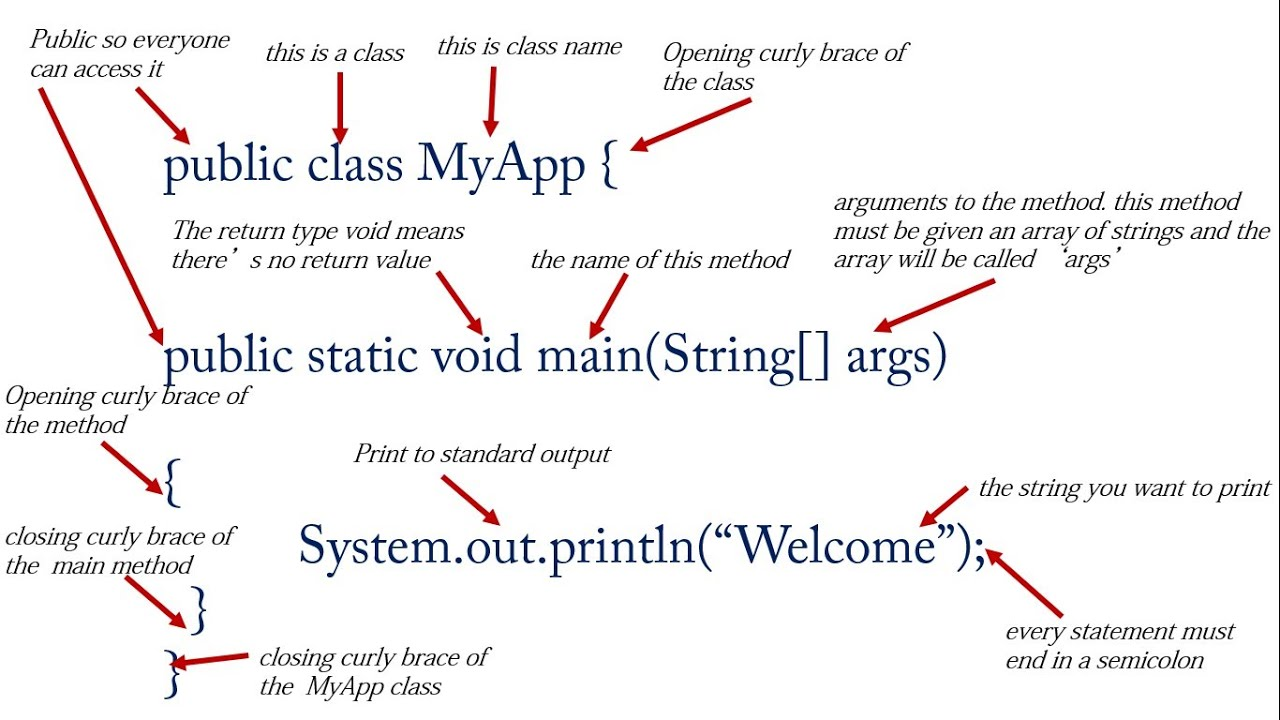 Public so everyone
can access it
this is a class
this is class name
Opening curly brace of
the class
public class MyApp {
The return type void means
there’s no return value
the name of this method
arguments to the method. this method
must be given an array of strings and the
array will be called ‘args’
public static void main(String[] args)
Opening curly brace of
the method
{
Print to standard output
the string you want to print
System.out.println(“Welcome”);
closing curly brace of
the main method
}
every statement must
end in a semicolon
}
closing curly brace of
the MyApp class